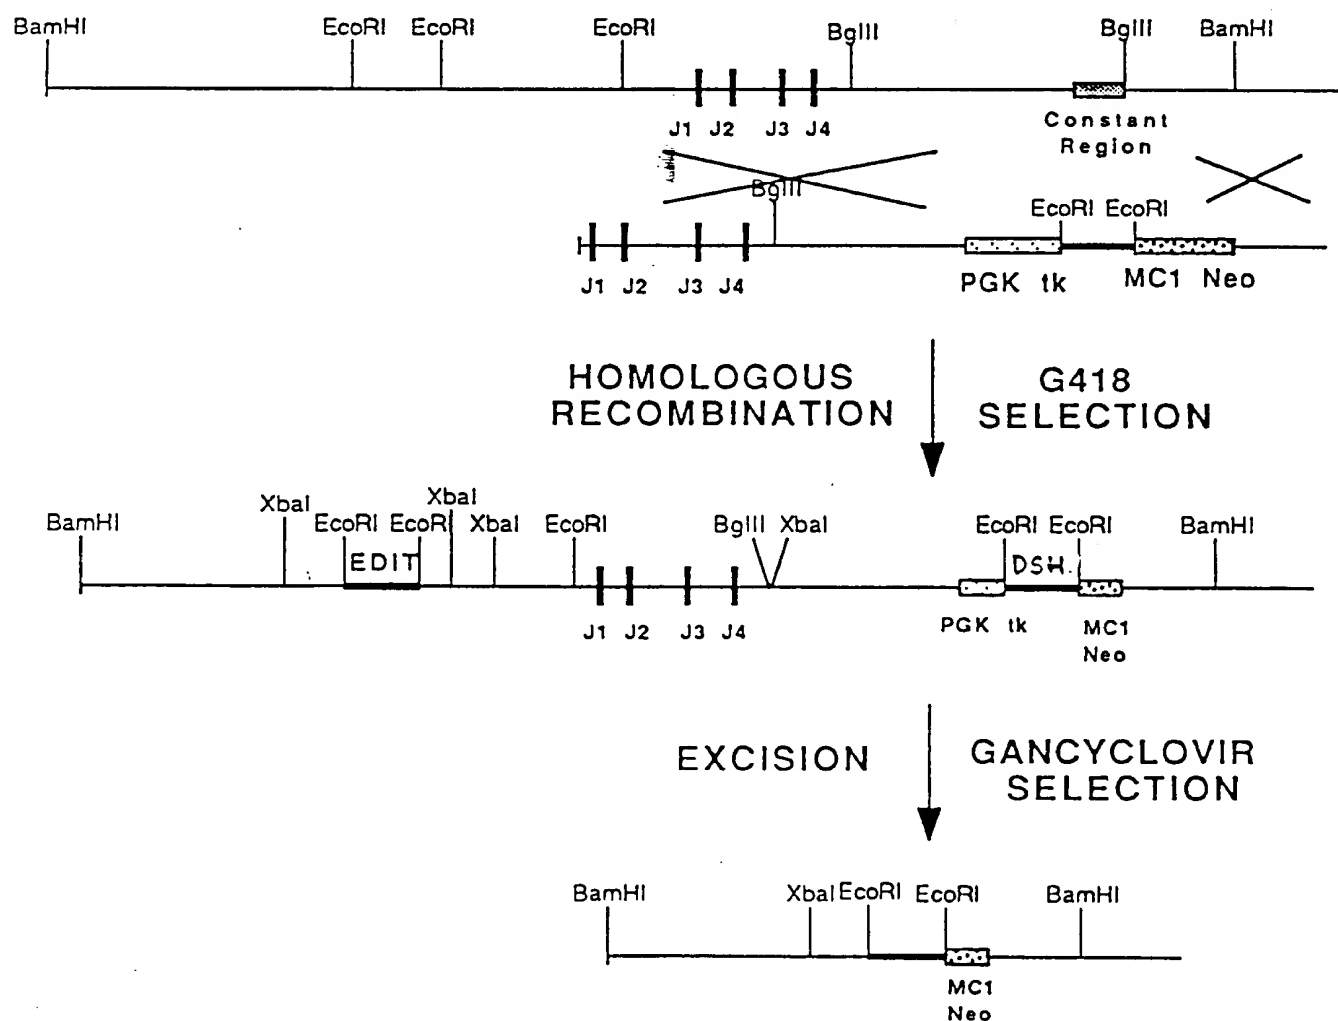 BamHI EcoRI EcoRI EcoRI BglII BglII BamHI
J1 J2 J3 J4
Constant
Region
BglII
EcoRI EcoRI
J1 J2 J3 J4
PGK tk MC1 Neo
HOMOLOGOUS
RECOMBINATION
G418
SELECTION
BamHI XbaI EcoRI EcoRI XbaI XbaI EcoRI BglII XbaI EcoRI EcoRI BamHI
EDIT DSH.
J1 J2 J3 J4
PGK tk MC1
Neo
EXCISION
GANCYCLOVIR
SELECTION
BamHI XbaI EcoRI EcoRI BamHI
MC1
Neo